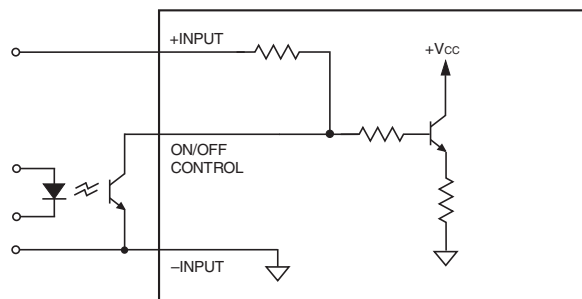 +INPUT
+VCC
ON/OFF
CONTROL
–INPUT